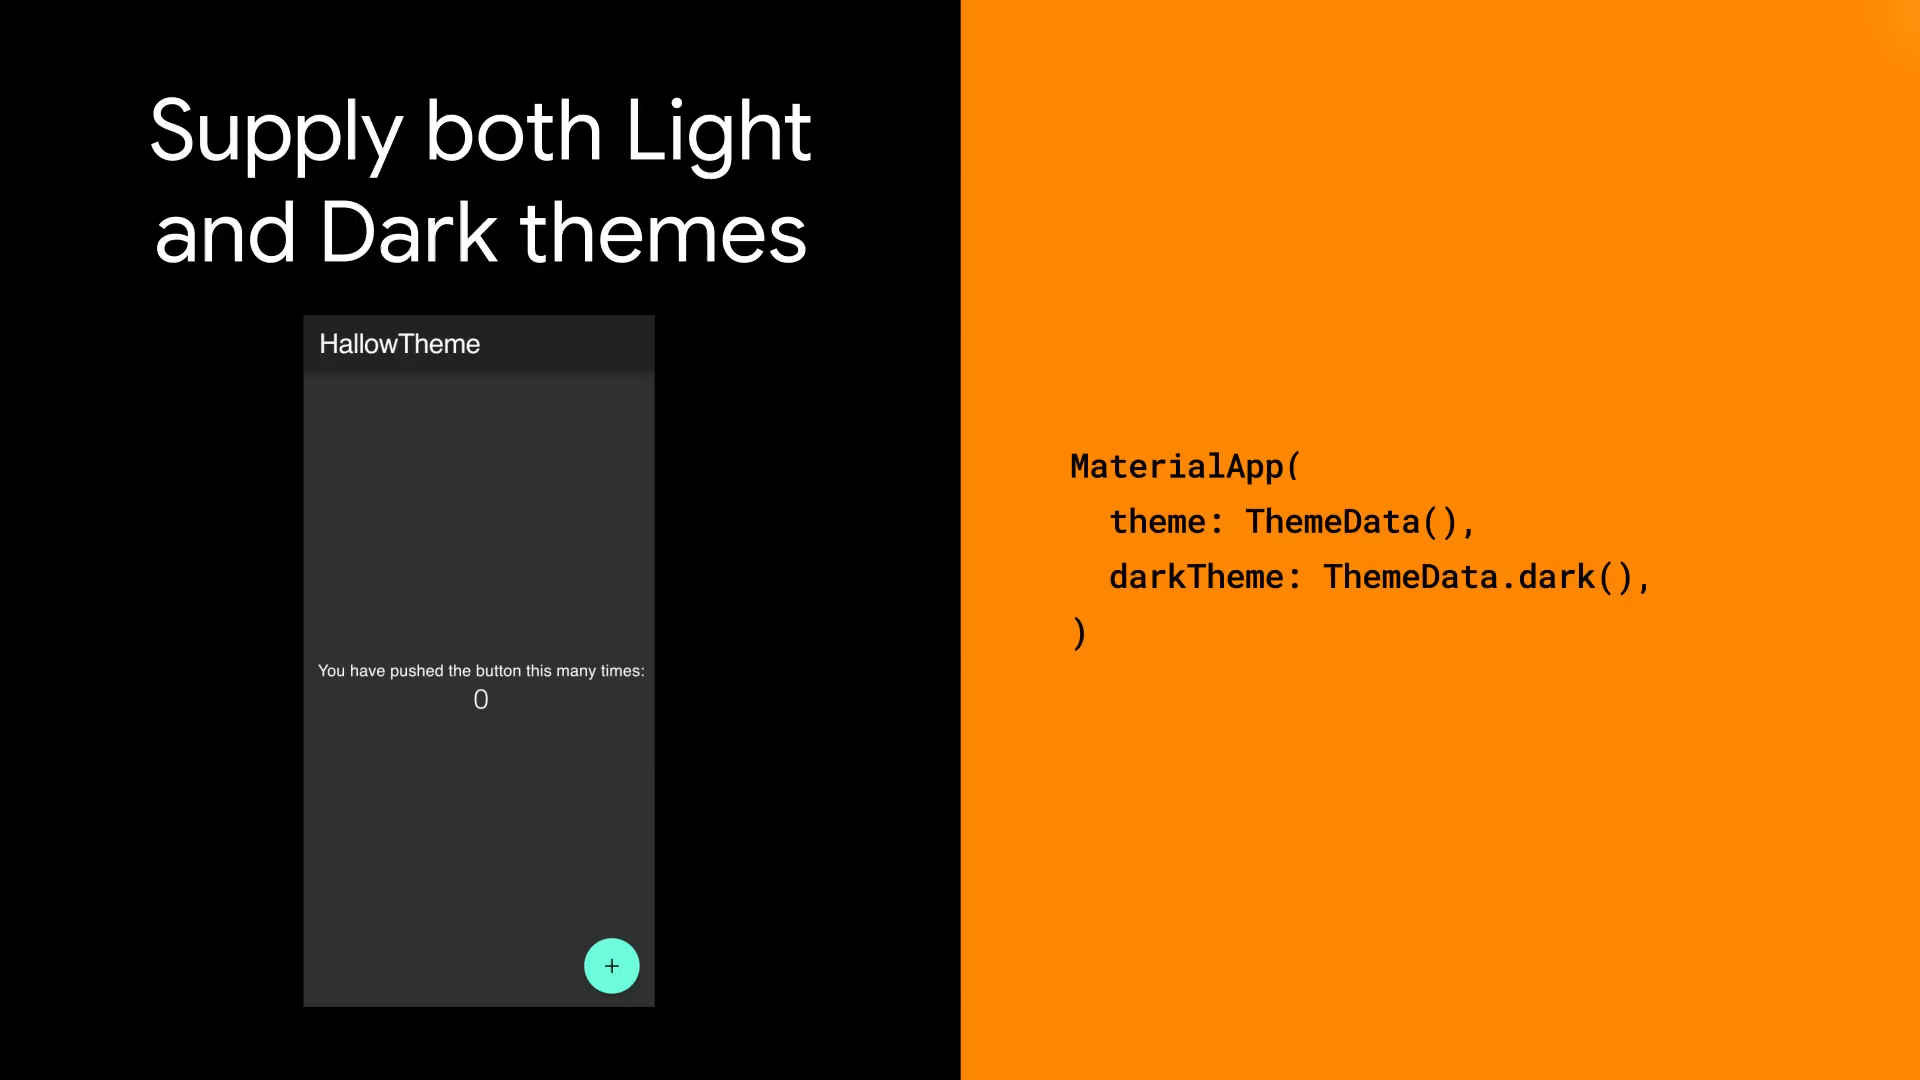 Supply both Light
and Dark themes
HallowTheme
You have pushed the button this many times:
0
+
MaterialApp(
  theme: ThemeData(),
  darkTheme: ThemeData.dark(),
)